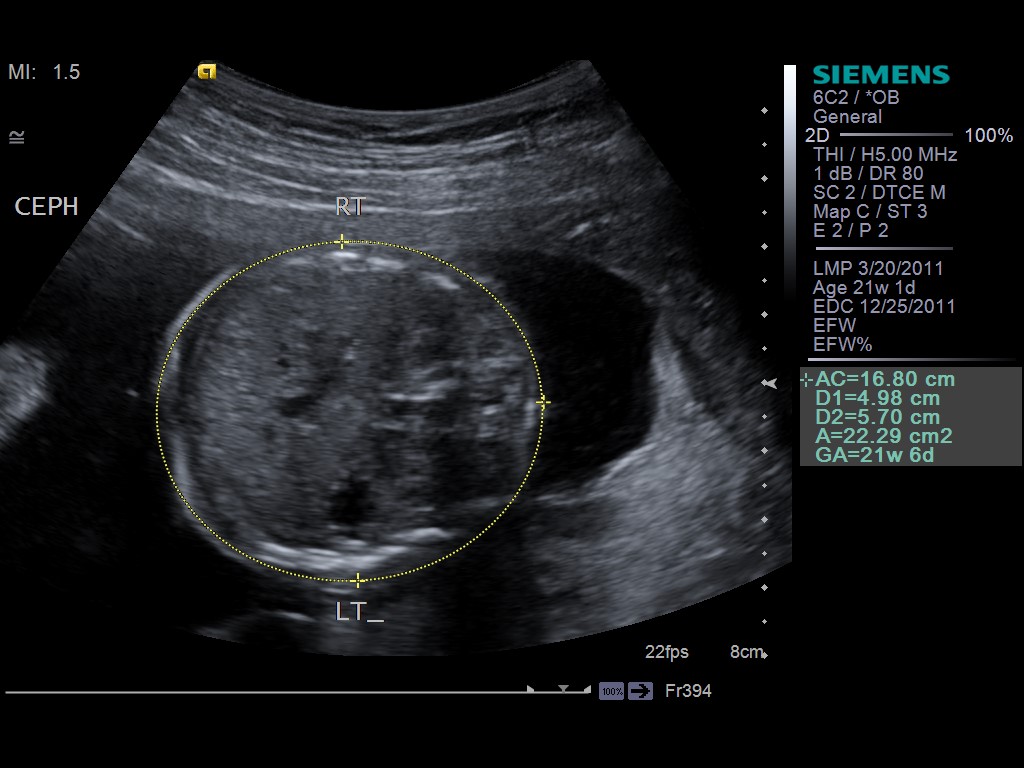 MI: 1.5
CEPH
RT
LT_
SIEMENS
6C2 / *OB
General
2D 100%
THI / H5.00 MHz
1 dB / DR 80
SC 2 / DTCE M
Map C / ST 3
E 2 / P 2
LMP 3/20/2011
Age 21w 1d
EDC 12/25/2011
EFW
EFW%
AC=16.80 cm
D1=4.98 cm
D2=5.70 cm
A=22.29 cm2
GA=21w 6d
22fps 8cm
100% Fr394